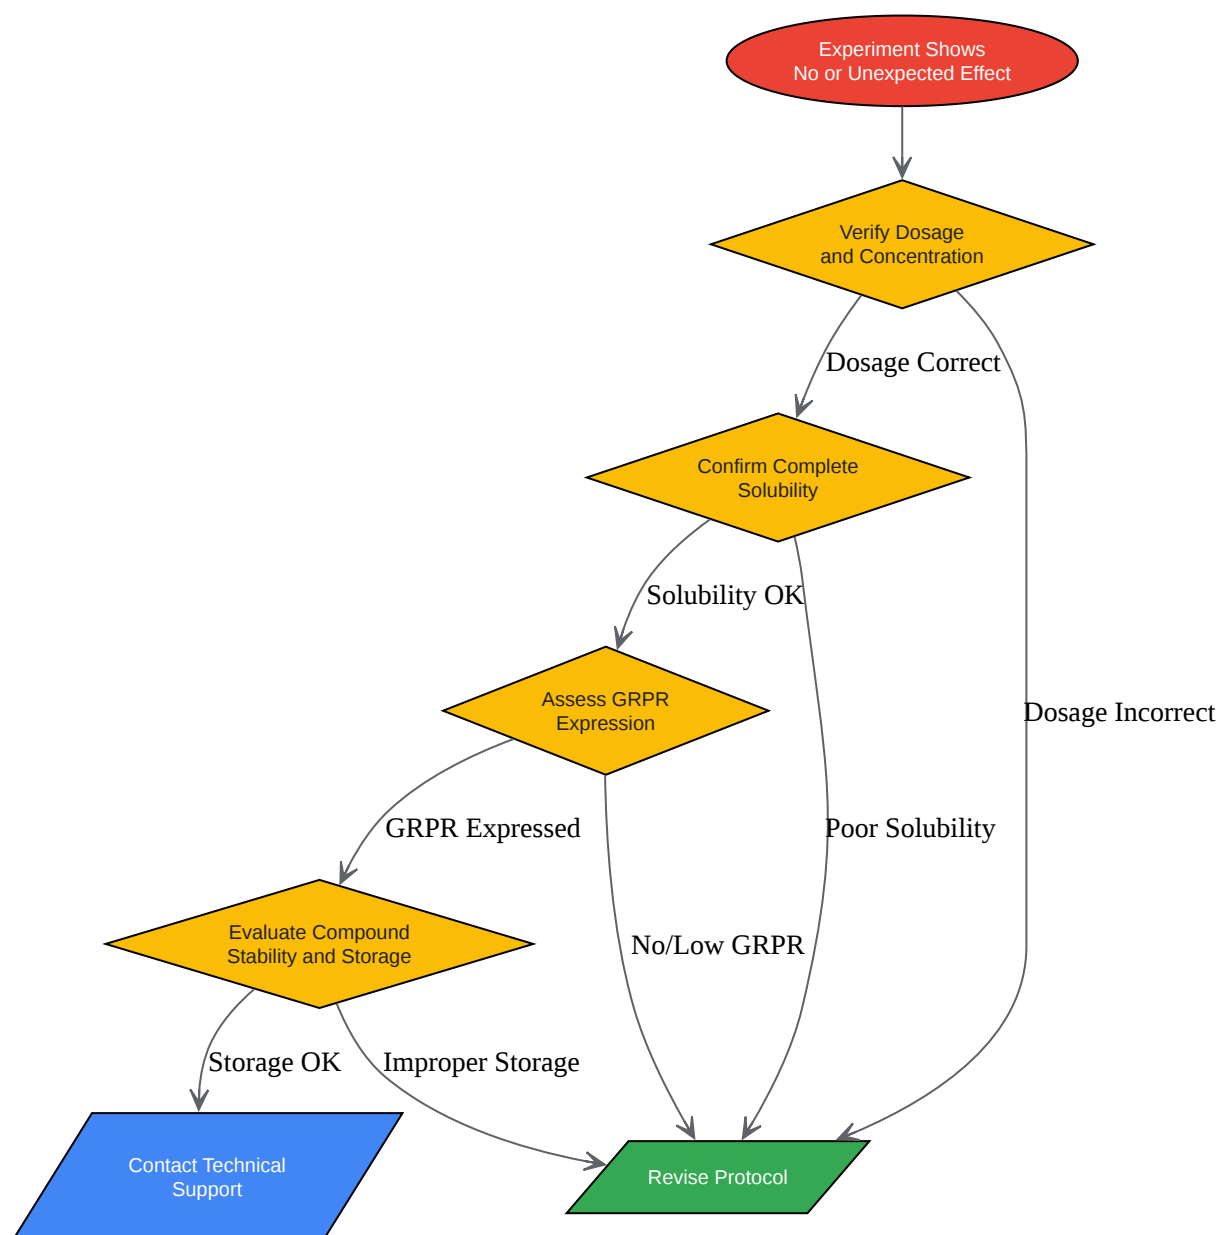 Experiment Shows
No or Unexpected Effect
Verify Dosage
and Concentration
Dosage Correct
Confirm Complete
Solubility
Solubility OK
Assess GRPR
Expression
Dosage Incorrect
GRPR Expressed
Poor Solubility
Evaluate Compound
Stability and Storage
No/Low GRPR
Storage OK
Improper Storage
Contact Technical
Support
Revise Protocol